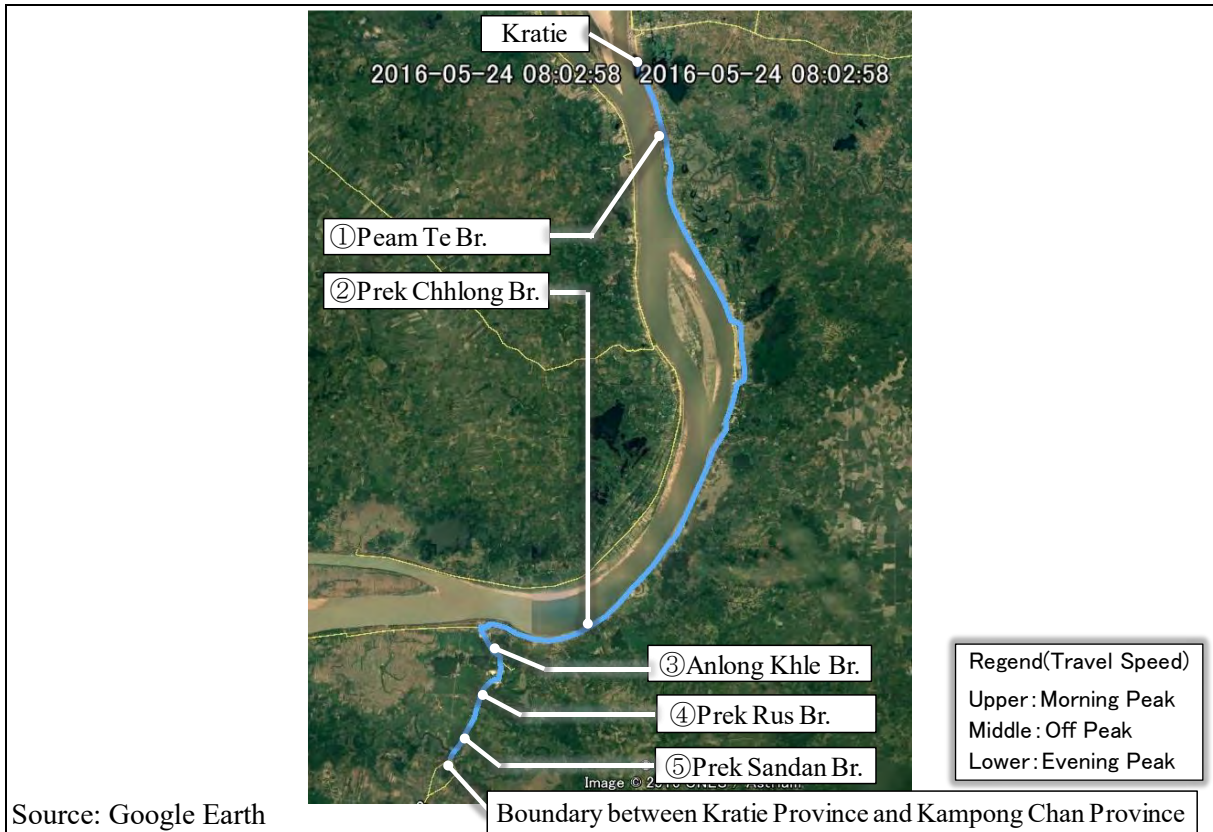 Kratie
2016-05-24 08:02:58 2016-05-24 08:02:58
①Peam Te Br.
②Prek Chhlong Br.
③Anlong Khle Br.
④Prek Rus Br.
⑤Prek Sandan Br.
Regend(Travel Speed)
Upper:Morning Peak
Middle:Off Peak
Lower:Evening Peak
Image ©
Source: Google Earth
Boundary between Kratie Province and Kampong Chan Province